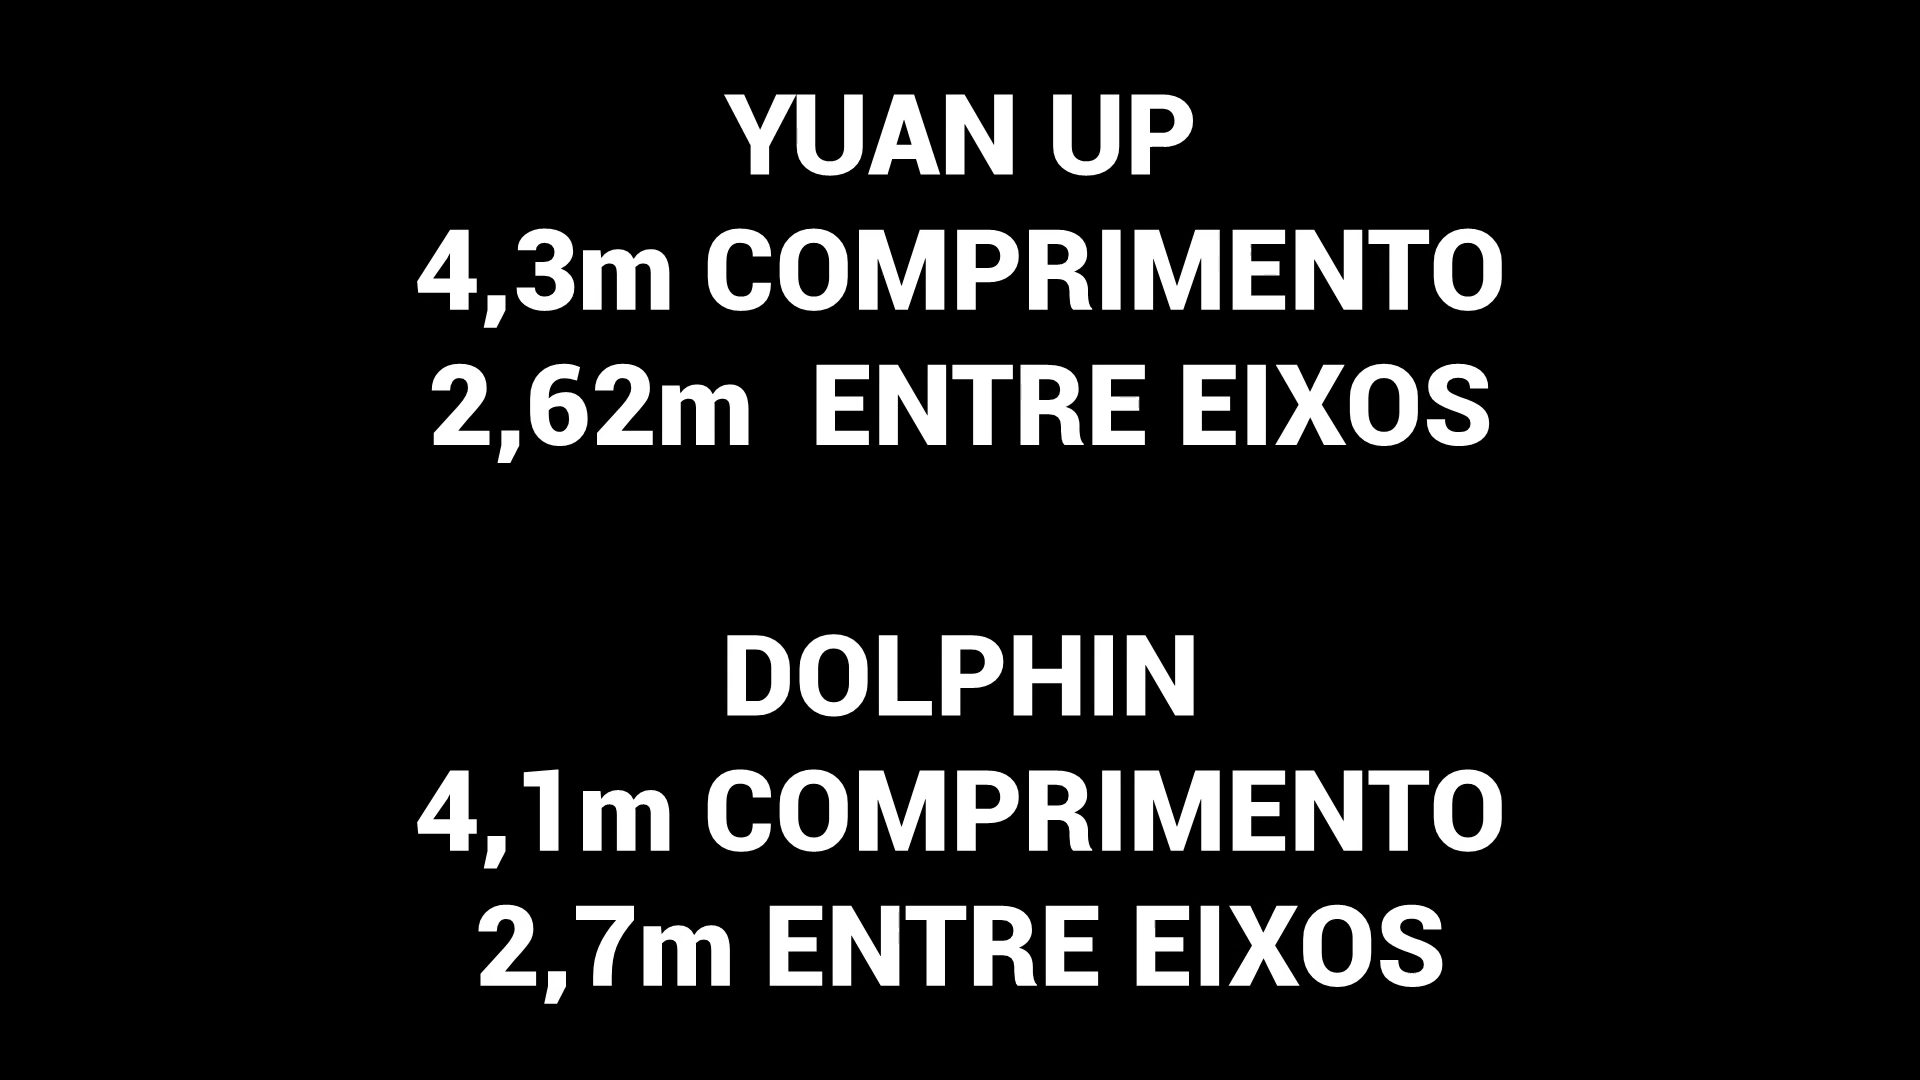 YUAN UP
4,3m COMPRIMENTO
2,62m  ENTRE EIXOS
DOLPHIN
4,1m COMPRIMENTO
2,7m ENTRE EIXOS